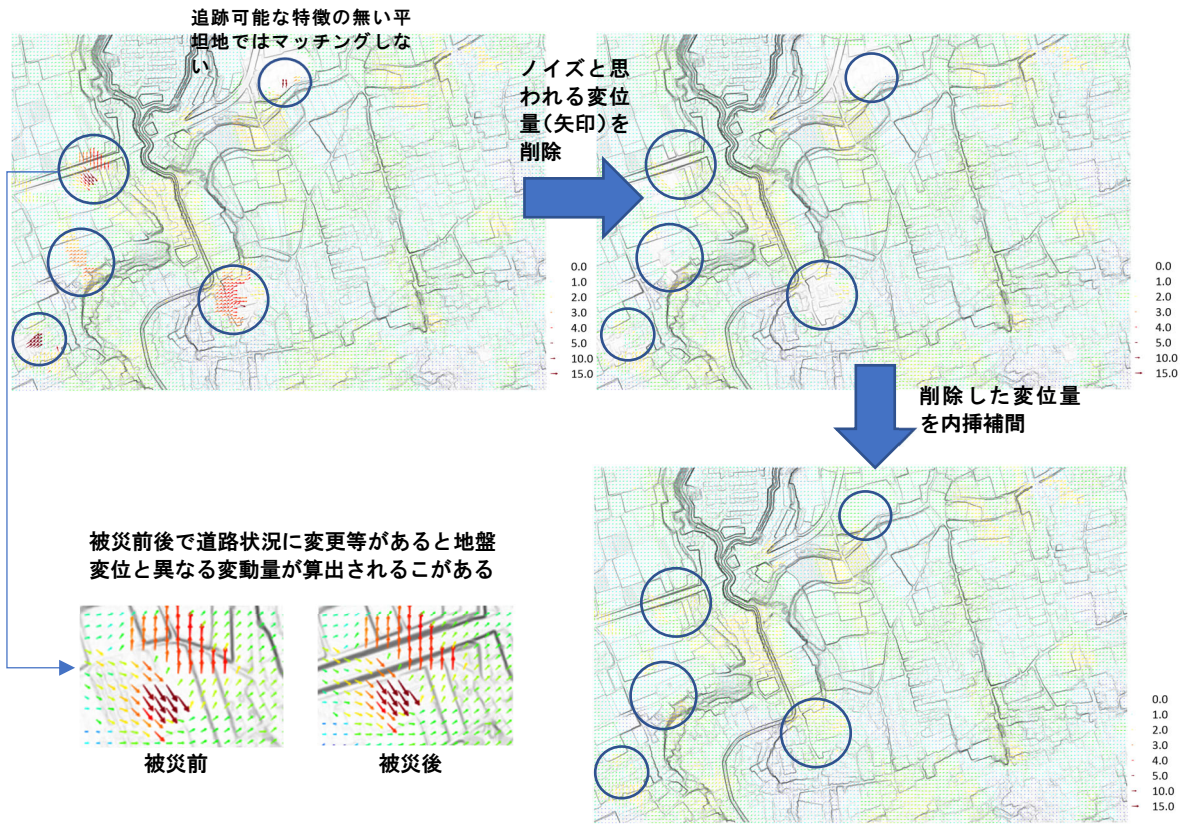 追跡可能な特徴の無い平
坦地ではマッチングしな
い
ノイズと思
われる変位
量(矢印)を
削除
0.0
1.0
2.0
3.0
4.0
5.0
10.0
15.0
0.0
1.0
2.0
3.0
4.0
5.0
10.0
15.0
削除した変位量
を内挿補間
被災前後で道路状況に変更等があると地盤
変位と異なる変動量が算出されるこがある
被災前
被災後
0.0
1.0
2.0
3.0
4.0
5.0
10.0
15.0